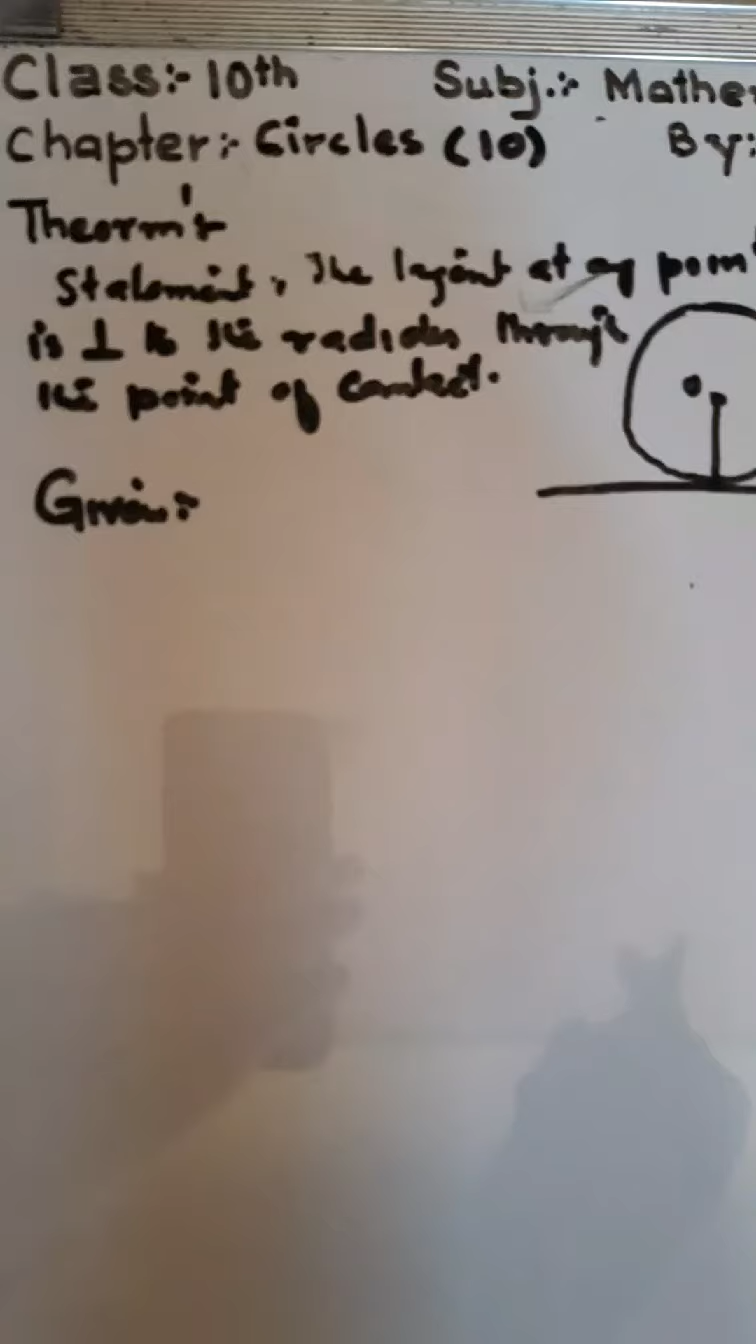 Class:- 10th Subj.:- Mathe
Chapter:- Circles (10) By:
Theorm:-
Statement, The tangent at any point
is ⊥ to the radius through
the point of contact.
Given:-